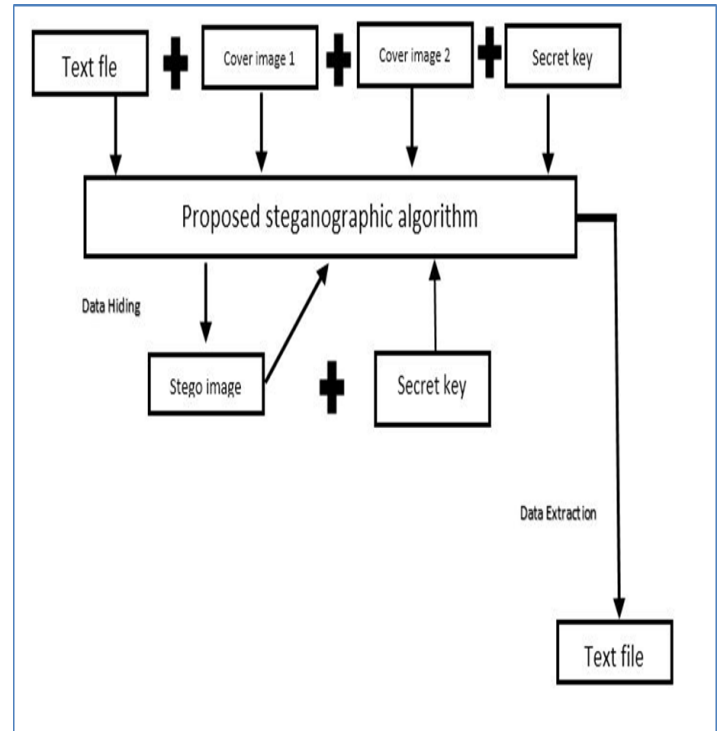 Text fle
Cover image 1
Cover image 2
Secret key
Proposed steganographic algorithm
Data Hiding
Stego image
Secret key
Data Extraction
Text file